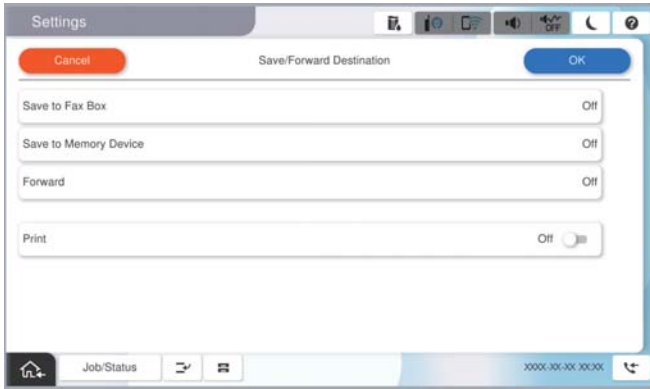 Settings
OFF
Cancel
Save/Forward Destination
OK
Save to Fax Box
Off
Save to Memory Device
Off
Forward
Off
Print
Off
Job/Status
XXXX-XX-XX XX:XX